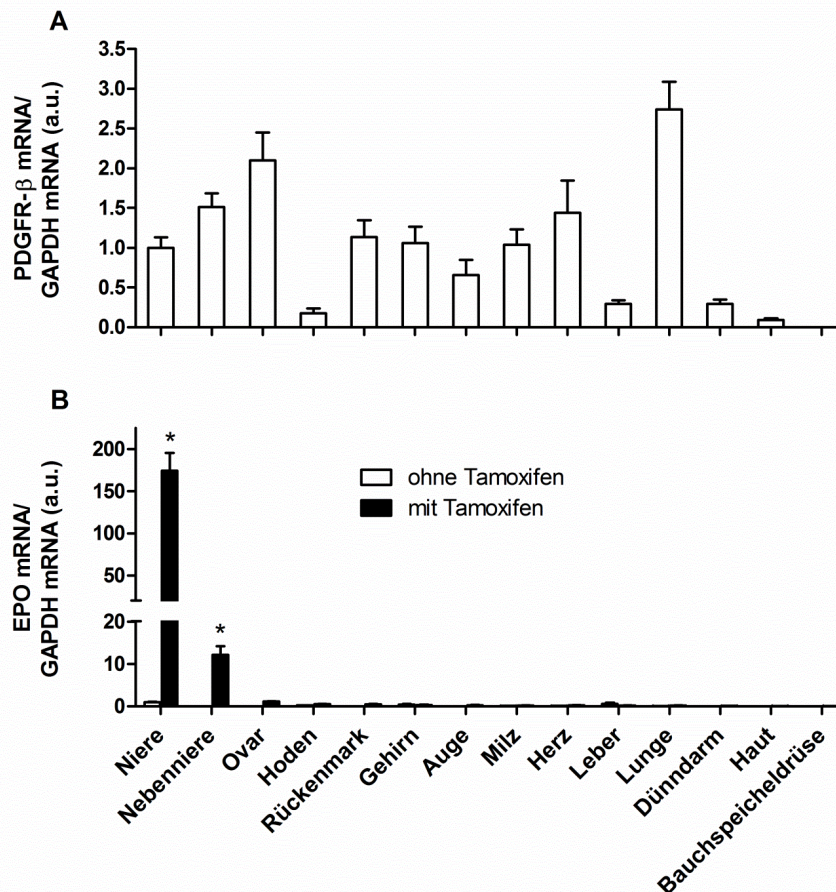 A
PDGFR-β mRNA/
GAPDH mRNA (a.u.)
3.5
3.0
2.5
2.0
1.5
1.0
0.5
0.0
B
EPO mRNA/
GAPDH mRNA (a.u.)
200
150
100
50
20
10
0
*
*
ohne Tamoxifen
mit Tamoxifen
Niere
Nebenniere
Ovar
Hoden
Rückenmark
Gehirn
Auge
Milz
Herz
Leber
Lunge
Dünndarm
Haut
Bauchspeicheldrüse